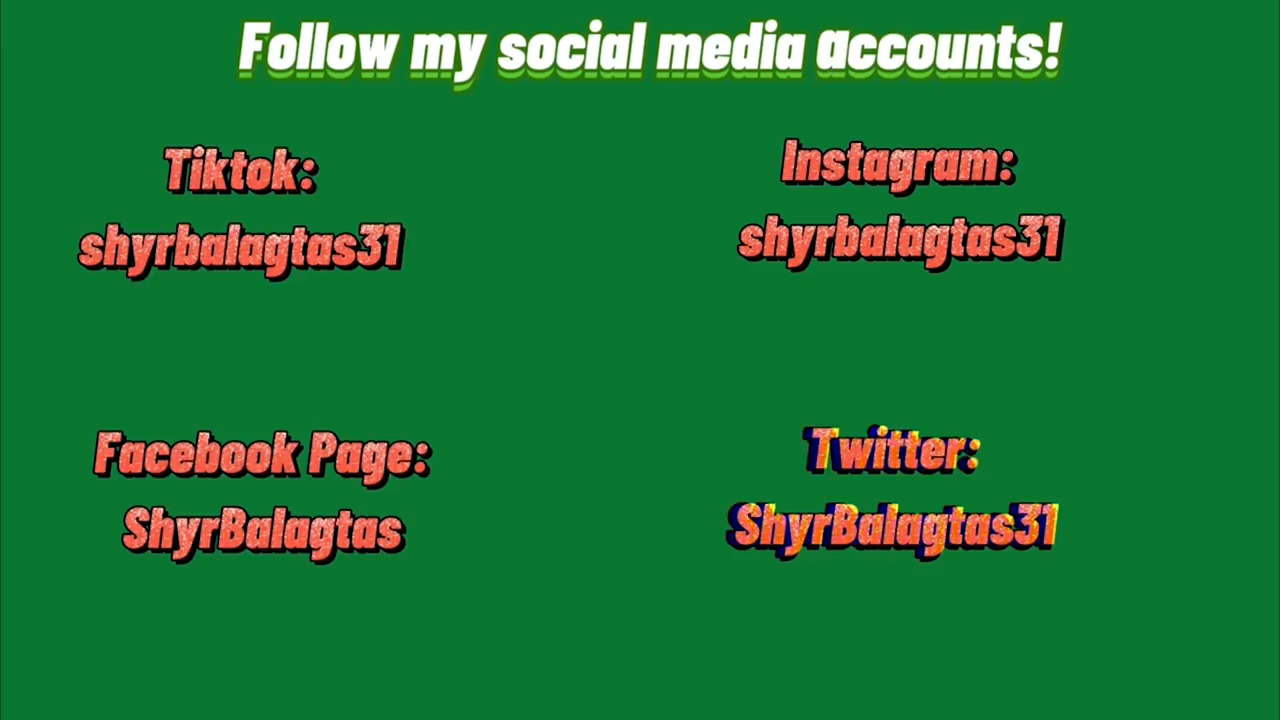 Follow my social media accounts!
Tiktok:
shyrbalagtas31
Instagram:
shyrbalagtas31
Facebook Page:
ShyrBalagtas
Twitter:
ShyrBalagtas31